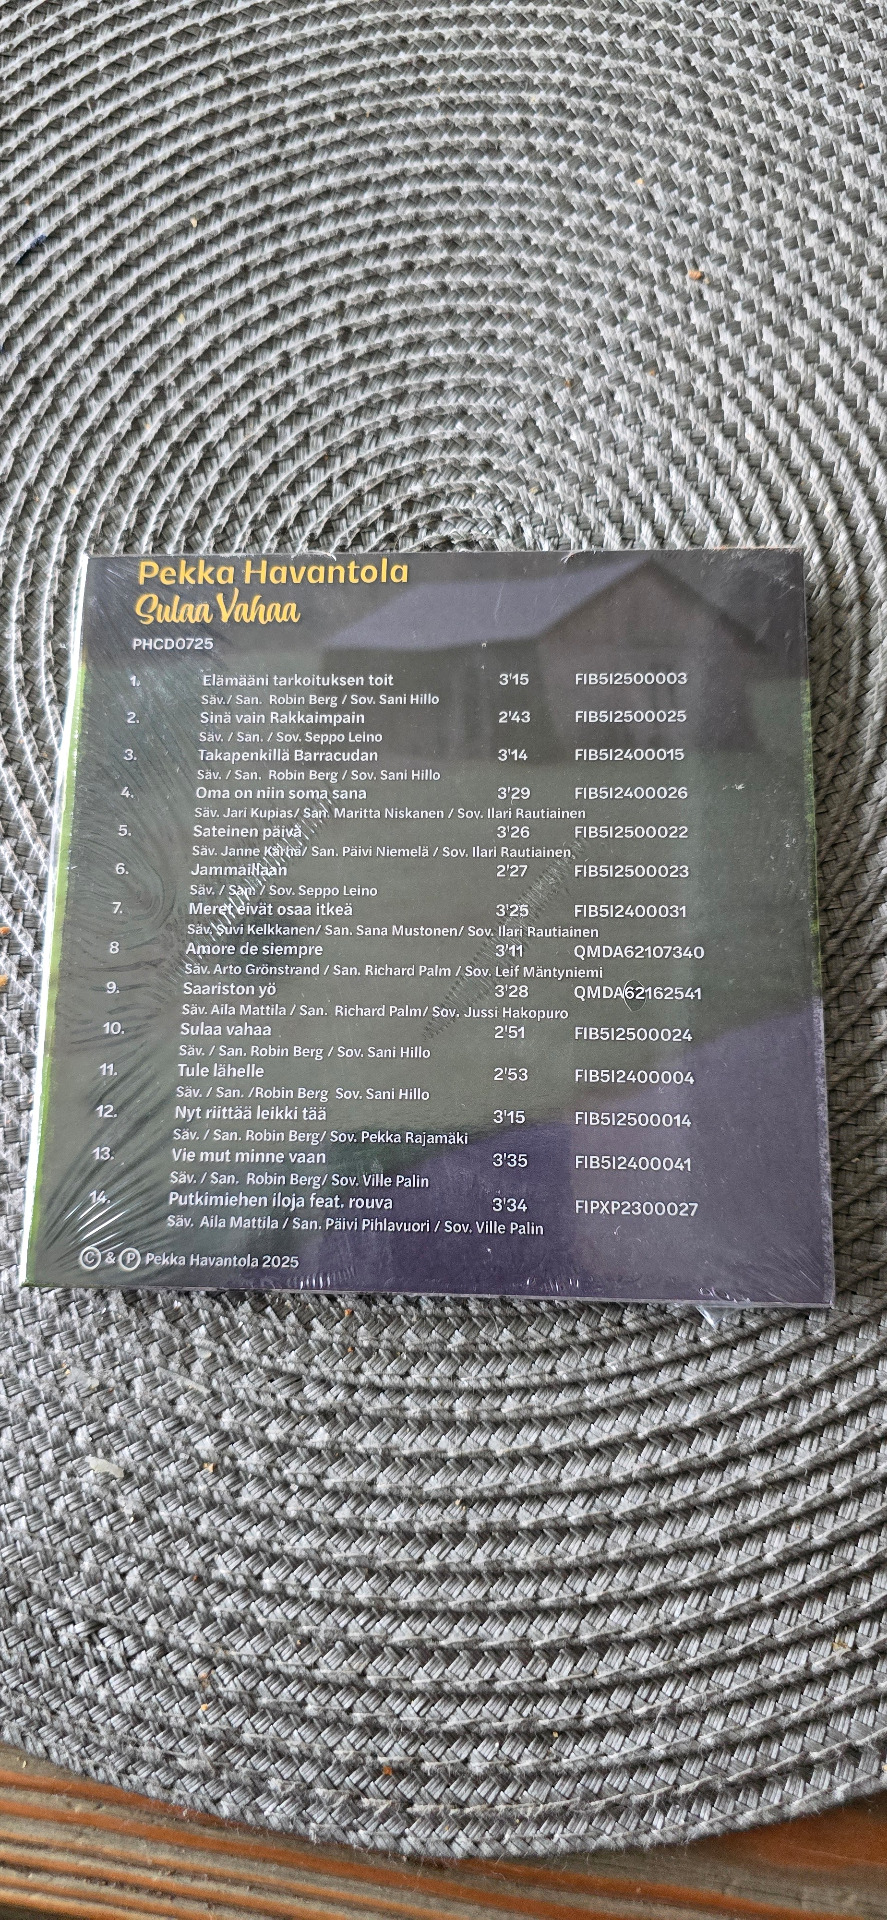 Pekka Havantola
Sulaa Vahaa
PHCD0725
1. Elämääni tarkoituksen toit 3'15 FIB5I2500003
Säv./ San. Robin Berg / Sov. Sani Hillo
2. Sinä vain Rakkaimpain 2'43 FIB5I2500025
Säv. / San. / Sov. Seppo Leino
3. Takapenkillä Barracudan 3'14 FIB5I2400015
Säv. / San. Robin Berg / Sov. Sani Hillo
4. Oma on niin soma sana 3'29 FIB5I2400026
Säv. Jari Kupias/ San Maritta Niskanen / Sov. Ilari Rautiainen
5. Sateinen päivä 3'26 FIB5I2500022
Säv. Janne Kärnä/ San. Päivi Niemelä / Sov. Ilari Rautiainen
6. Jammaillaan 2'27 FIB5I2500023
Säv. / San / Sov. Seppo Leino
7. Meret eivät osaa itkeä 3'25 FIB5I2400031
Säv. Suvi Kelkkanen/ San. Sana Mustonen/ Sov. Ilari Rautiainen
8 Amore de siempre 3'11 QMDA62107340
Säv. Arto Grönstrand / San. Richard Palm / Sov. Leif Mäntyniemi
9. Saariston yö 3'28 QMDA62162541
Säv. Aila Mattila / San. Richard Palm/ Sov. Jussi Hakopuro
10. Sulaa vahaa 2'51 FIB5I2500024
Säv. / San. Robin Berg / Sov. Sani Hillo
11. Tule lähelle 2'53 FIB5I2400004
Säv. / San. /Robin Berg Sov. Sani Hillo
12. Nyt riittää leikki tää 3'15 FIB5I2500014
Säv. / San. Robin Berg/ Sov. Pekka Rajamäki
13. Vie mut minne vaan 3'35 FIB5I2400041
Säv. / San. Robin Berg/ Sov. Ville Palin
14. Putkimiehen iloja feat. rouva 3'34 FIPXP2300027
Säv. Aila Mattila / San. Päivi Pihlavuori / Sov. Ville Palin
© & ℗ Pekka Havantola 2025